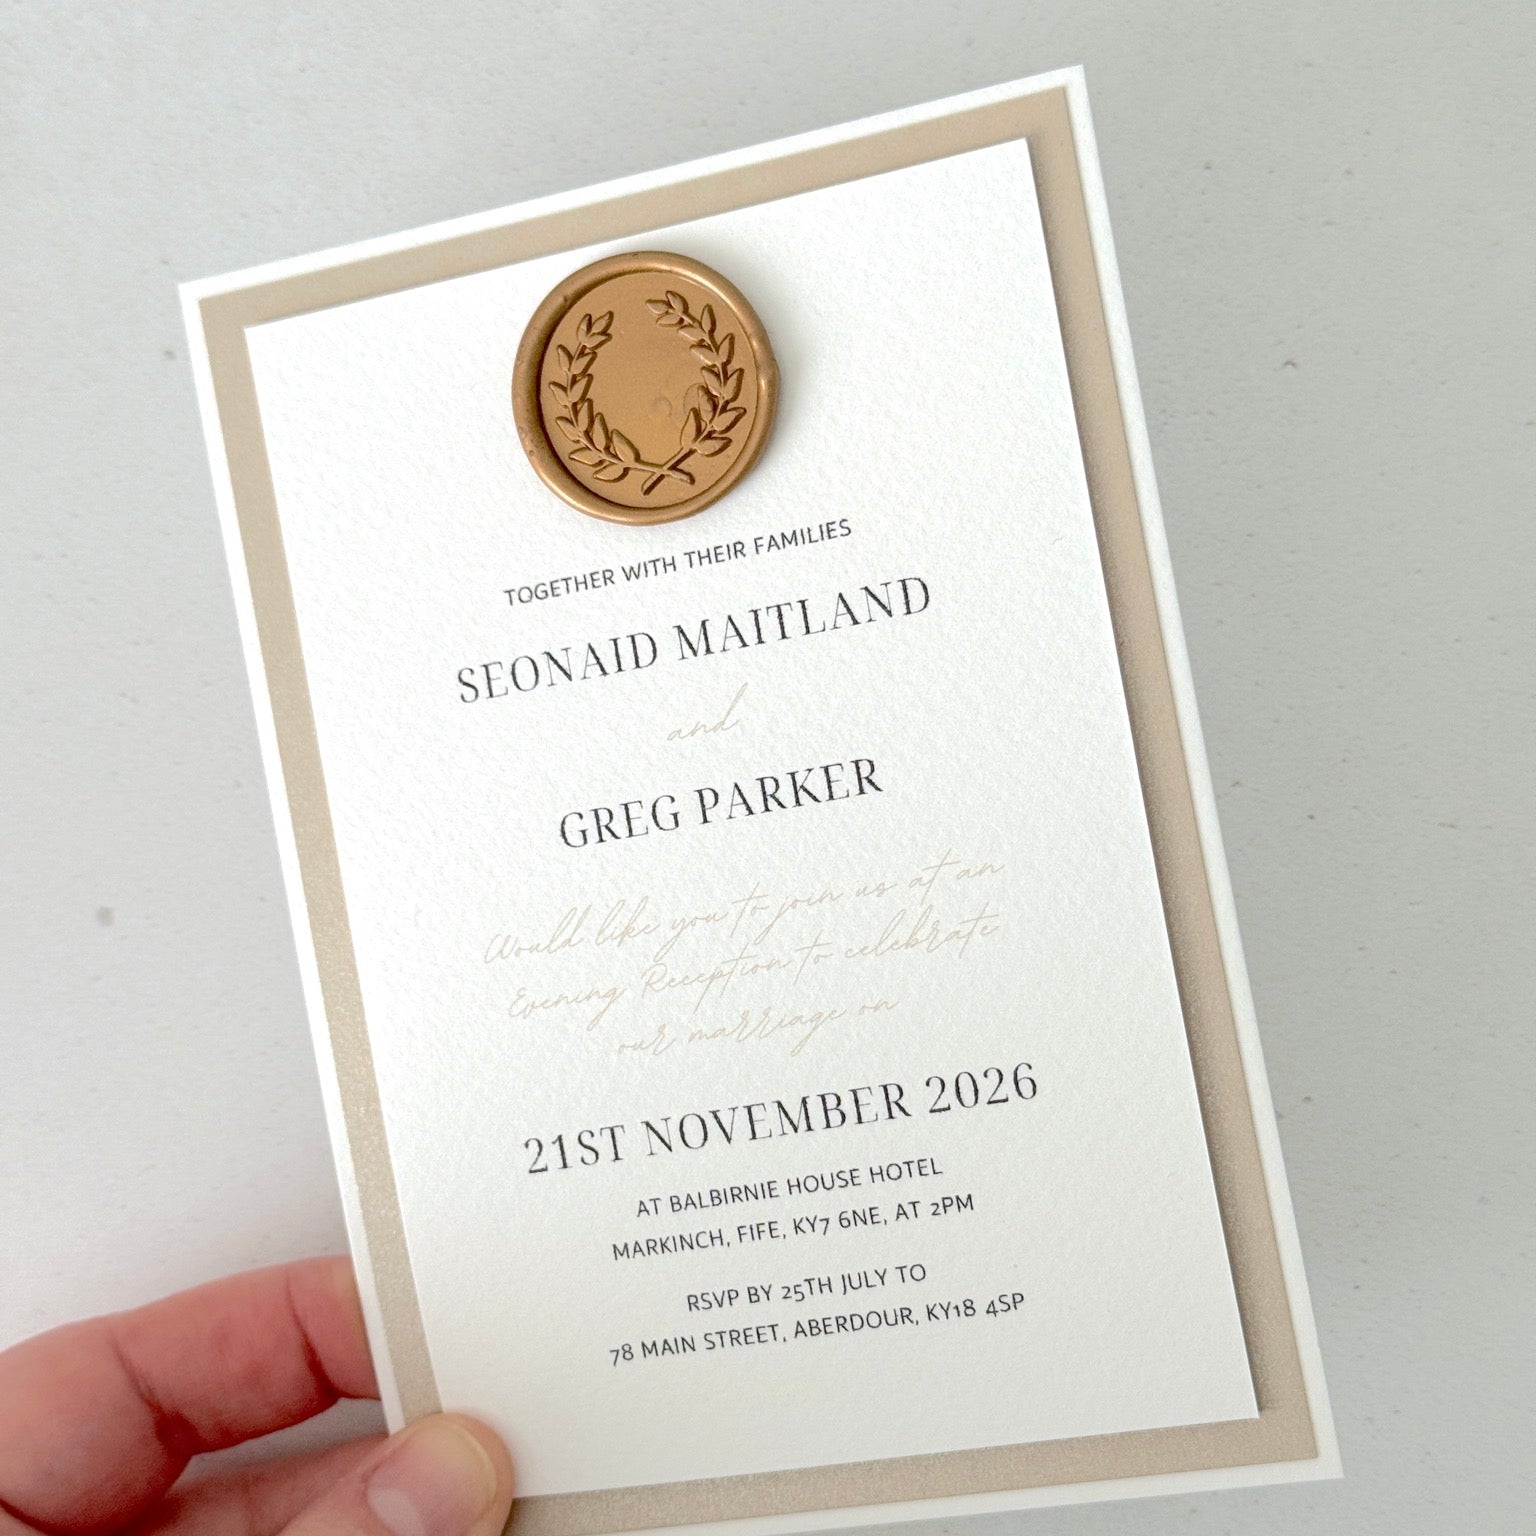 TOGETHER WITH THEIR FAMILIES
SEONAID MAITLAND
and
GREG PARKER
Would like you to join us at an
Evening Reception to celebrate
our marriage on
21ST NOVEMBER 2026
AT BALBIRNIE HOUSE HOTEL
MARKINCH, FIFE, KY7 6NE, AT 2PM
RSVP BY 25TH JULY TO
78 MAIN STREET, ABERDOUR, KY18 4SP